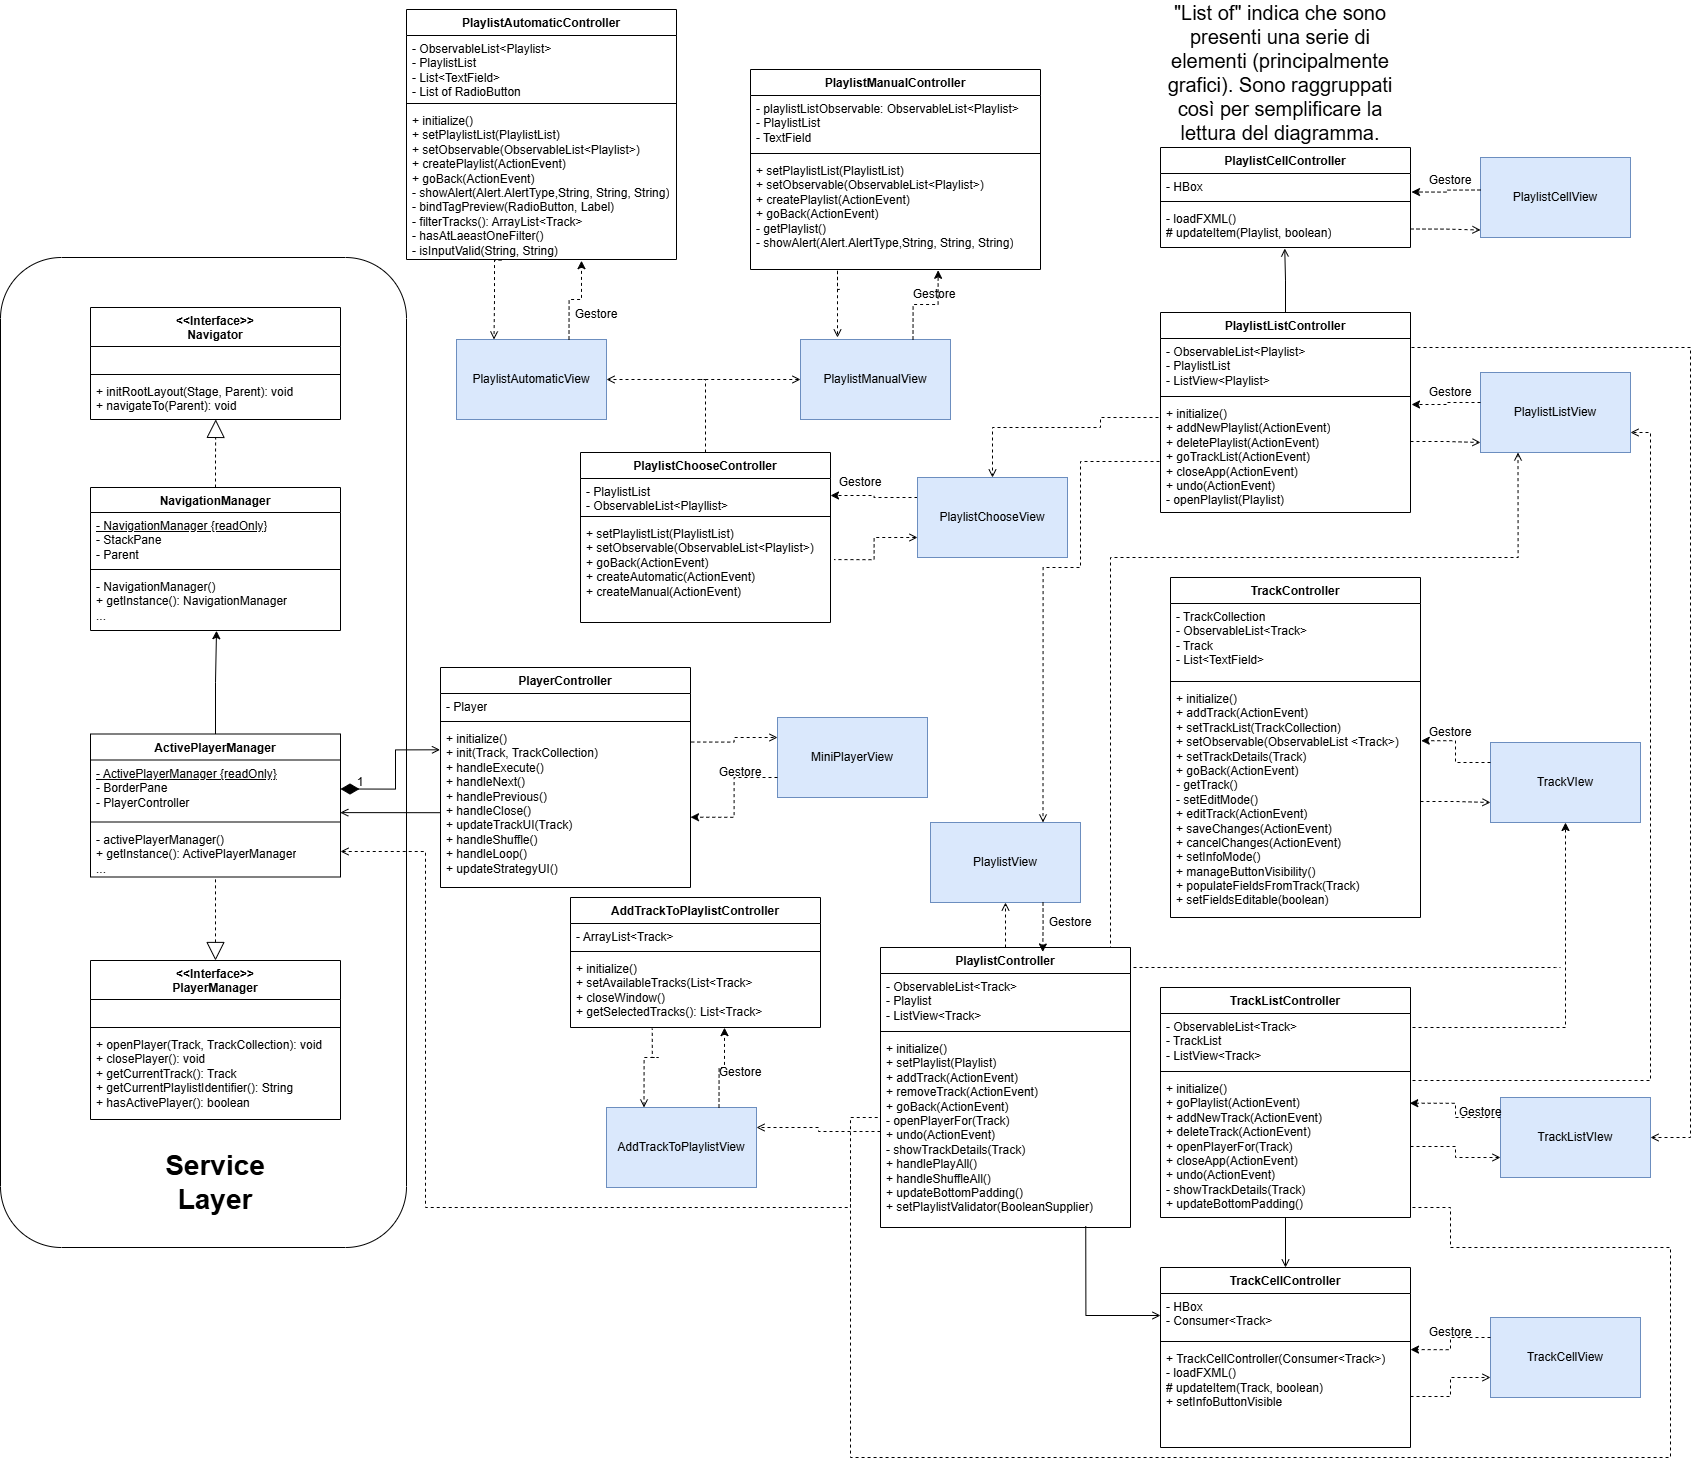 PlaylistAutomaticController
- ObservableList<Playlist>
- PlaylistList
- List<TextField>
- List of RadioButton
+ initialize()
+ setPlaylistList(PlaylistList)
+ setObservable(ObservableList<Playlist>)
+ createPlaylist(ActionEvent)
+ goBack(ActionEvent)
- showAlert(Alert.AlertType,String, String, String)
- bindTagPreview(RadioButton, Label)
- filterTracks(): ArrayList<Track>
- hasAtLaeastOneFilter()
- isInputValid(String, String)
PlaylistManualController
- playlistListObservable: ObservableList<Playlist>
- PlaylistList
- TextField
+ setPlaylistList(PlaylistList)
+ setObservable(ObservableList<Playlist>)
+ createPlaylist(ActionEvent)
+ goBack(ActionEvent)
- getPlaylist()
- showAlert(Alert.AlertType,String, String, String)
"List of" indica che sono
presenti una serie di
elementi (principalmente
grafici). Sono raggruppati
così per semplificare la
lettura del diagramma.
PlaylistCellController
- HBox
- loadFXML()
# updateItem(Playlist, boolean)
Gestore
PlaylistCellView
Gestore
Gestore
PlaylistAutomaticView
PlaylistManualView
PlaylistListController
- ObservableList<Playlist>
- PlaylistList
- ListView<Playlist>
+ initialize()
+ addNewPlaylist(ActionEvent)
+ deletePlaylist(ActionEvent)
+ goTrackList(ActionEvent)
+ closeApp(ActionEvent)
+ undo(ActionEvent)
- openPlaylist(Playlist)
Gestore
PlaylistListView
<<Interface>>
Navigator
+ initRootLayout(Stage, Parent): void
+ navigateTo(Parent): void
NavigationManager
- NavigationManager {readOnly}
- StackPane
- Parent
- NavigationManager()
+ getInstance(): NavigationManager
...
PlaylistChooseController
- PlaylistList
- ObservableList<Playllist>
+ setPlaylistList(PlaylistList)
+ setObservable(ObservableList<Playlist>)
+ goBack(ActionEvent)
+ createAutomatic(ActionEvent)
+ createManual(ActionEvent)
Gestore
PlaylistChooseView
TrackController
- TrackCollection
- ObservableList<Track>
- Track
- List<TextField>
+ initialize()
+ addTrack(ActionEvent)
+ setTrackList(TrackCollection)
+ setObservable(ObservableList <Track>)
+ setTrackDetails(Track)
+ goBack(ActionEvent)
- getTrack()
- setEditMode()
+ editTrack(ActionEvent)
+ saveChanges(ActionEvent)
+ cancelChanges(ActionEvent)
+ setInfoMode()
+ manageButtonVisibility()
+ populateFieldsFromTrack(Track)
+ setFieldsEditable(boolean)
Gestore
TrackVIew
ActivePlayerManager
- ActivePlayerManager {readOnly}
- BorderPane
- PlayerController
- activePlayerManager()
+ getInstance(): ActivePlayerManager
...
1
PlayerController
- Player
+ initialize()
+ init(Track, TrackCollection)
+ handleExecute()
+ handleNext()
+ handlePrevious()
+ handleClose()
+ updateTrackUI(Track)
+ handleShuffle()
+ handleLoop()
+ updateStrategyUI()
Gestore
MiniPlayerView
PlaylistView
Gestore
<<Interface>>
PlayerManager
+ openPlayer(Track, TrackCollection): void
+ closePlayer(): void
+ getCurrentTrack(): Track
+ getCurrentPlaylistIdentifier(): String
+ hasActivePlayer(): boolean
Service
Layer
AddTrackToPlaylistController
- ArrayList<Track>
+ initialize()
+ setAvailableTracks(List<Track>
+ closeWindow()
+ getSelectedTracks(): List<Track>
Gestore
AddTrackToPlaylistView
PlaylistController
- ObservableList<Track>
- Playlist
- ListView<Track>
+ initialize()
+ setPlaylist(Playlist)
+ addTrack(ActionEvent)
+ removeTrack(ActionEvent)
+ goBack(ActionEvent)
- openPlayerFor(Track)
+ undo(ActionEvent)
- showTrackDetails(Track)
+ handlePlayAll()
+ handleShuffleAll()
+ updateBottomPadding()
+ setPlaylistValidator(BooleanSupplier)
TrackListController
- ObservableList<Track>
- TrackList
- ListView<Track>
+ initialize()
+ goPlaylist(ActionEvent)
+ addNewTrack(ActionEvent)
+ deleteTrack(ActionEvent)
+ openPlayerFor(Track)
+ closeApp(ActionEvent)
+ undo(ActionEvent)
- showTrackDetails(Track)
+ updateBottomPadding()
Gestore
TrackListVIew
TrackCellController
- HBox
- Consumer<Track>
+ TrackCellController(Consumer<Track>)
- loadFXML()
# updateItem(Track, boolean)
+ setInfoButtonVisible
Gestore
TrackCellView